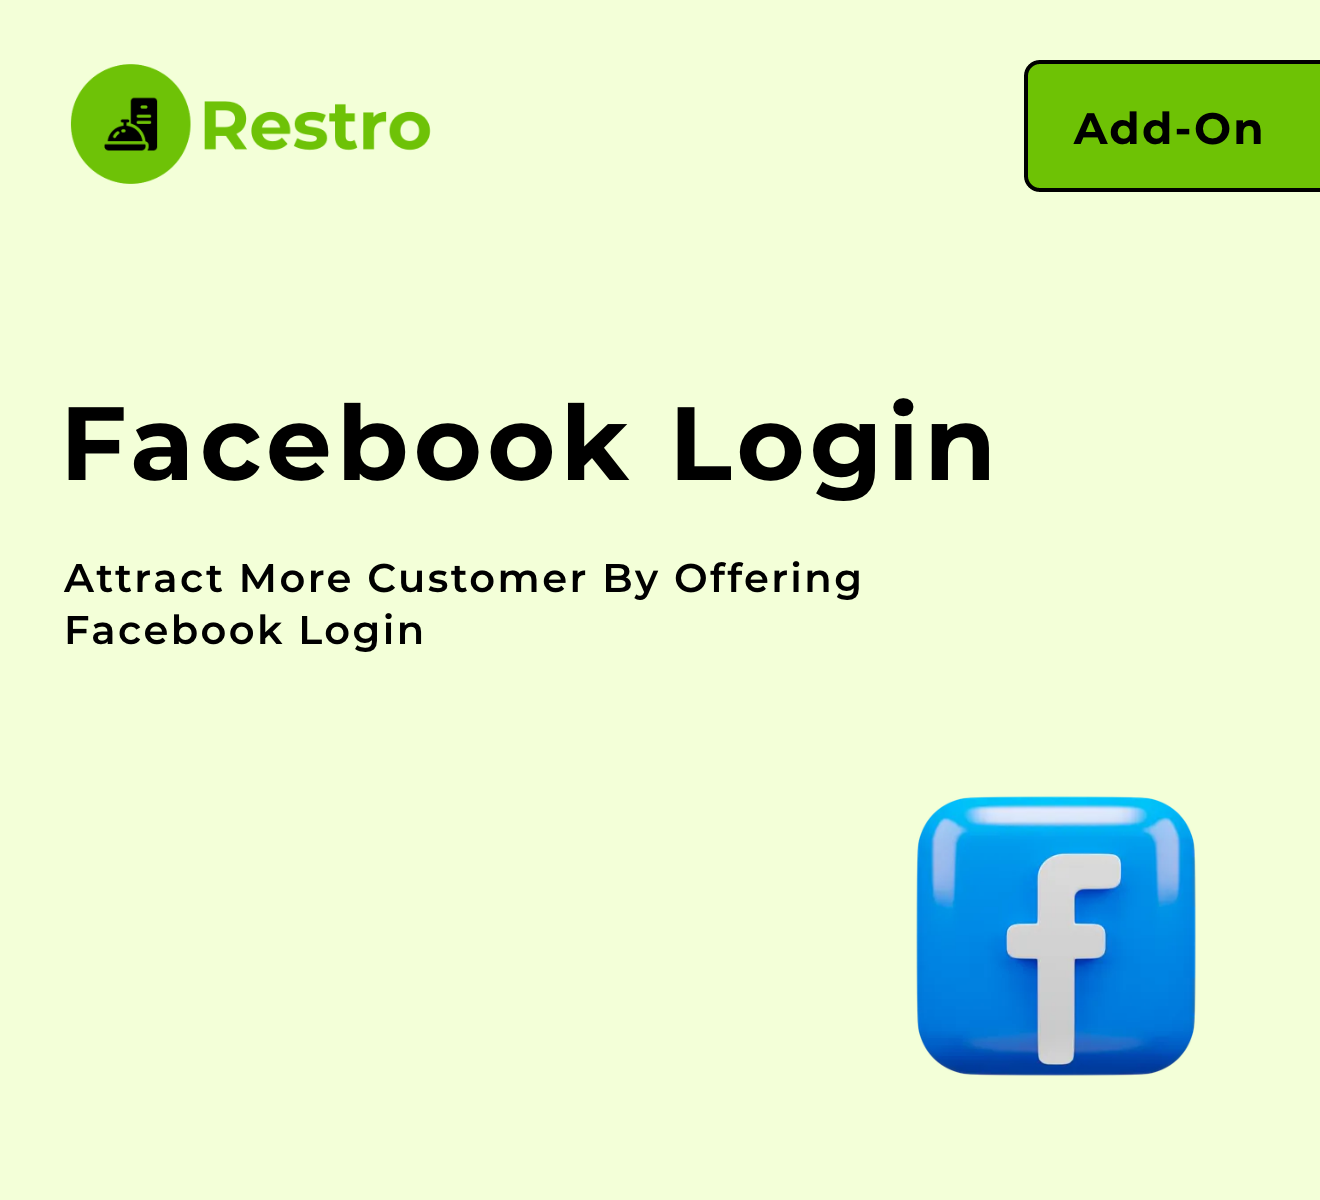 Restro
Add-On
Facebook Login
Attract More Customer By Offering
Facebook Login
f